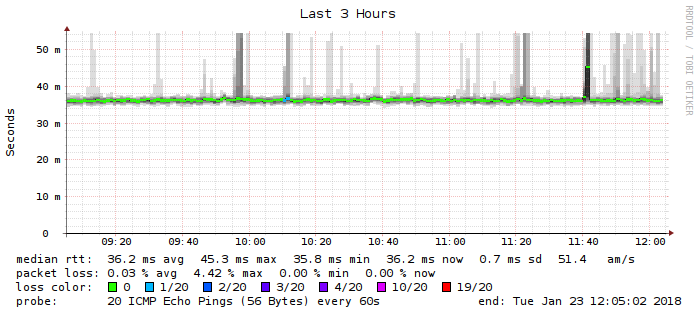 Last 3 Hours
RRDTOOL / TOBI OETIKER
Seconds
50 m
40 m
30 m
20 m
10 m
0
09:20 09:40 10:00 10:20 10:40 11:00 11:20 11:40 12:00
median rtt: 36.2 ms avg 45.3 ms max 35.8 ms min 36.2 ms now 0.7 ms sd 51.4 am/s
packet loss: 0.03 % avg 4.42 % max 0.00 % min 0.00 % now
loss color: 0 1/20 2/20 3/20 4/20 10/20 19/20
probe: 20 ICMP Echo Pings (56 Bytes) every 60s end: Tue Jan 23 12:05:02 2018